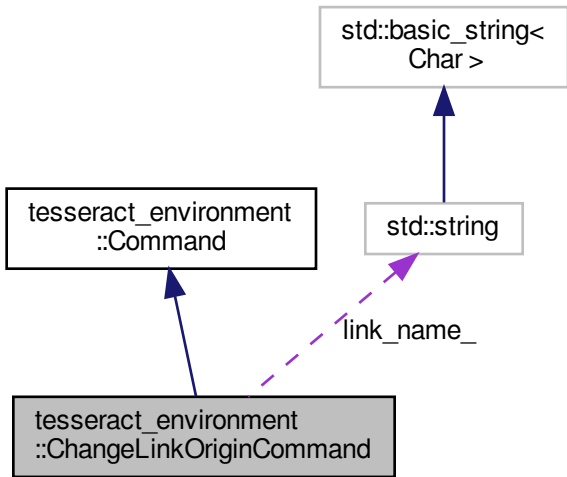 std::basic_string<
Char >
tesseract_environment
::Command
std::string
link_name_
tesseract_environment
::ChangeLinkOriginCommand